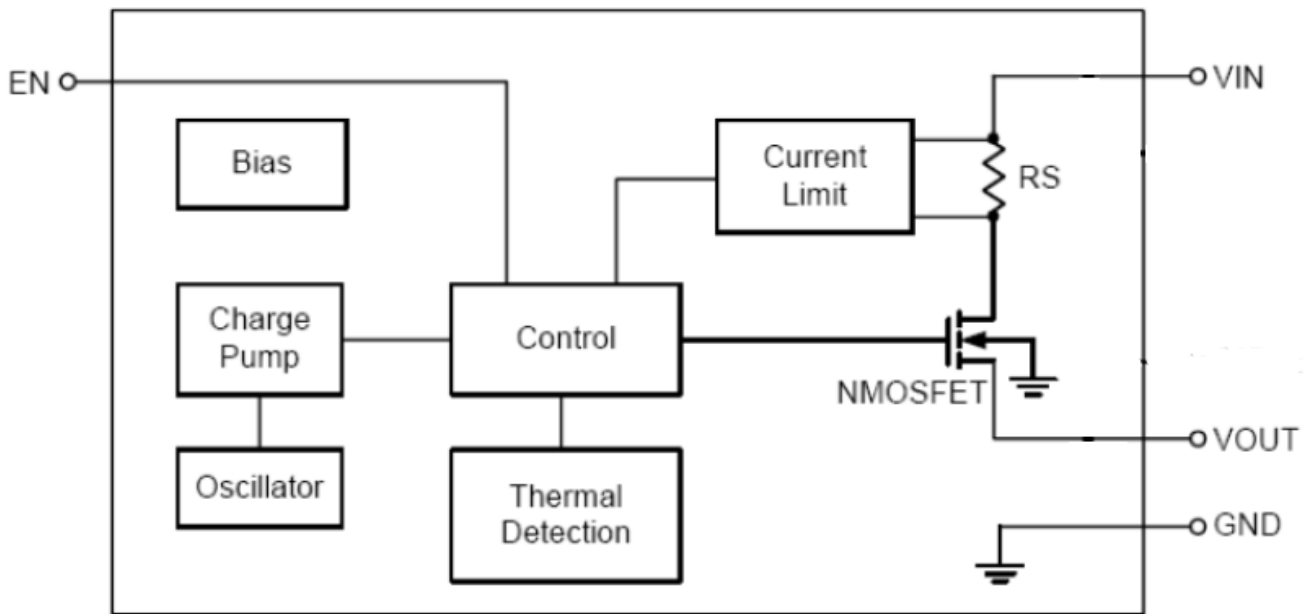 EN
VIN
Bias
Current
Limit
RS
Charge
Pump
Control
NMOSFET
VOUT
Oscillator
Thermal
Detection
GND